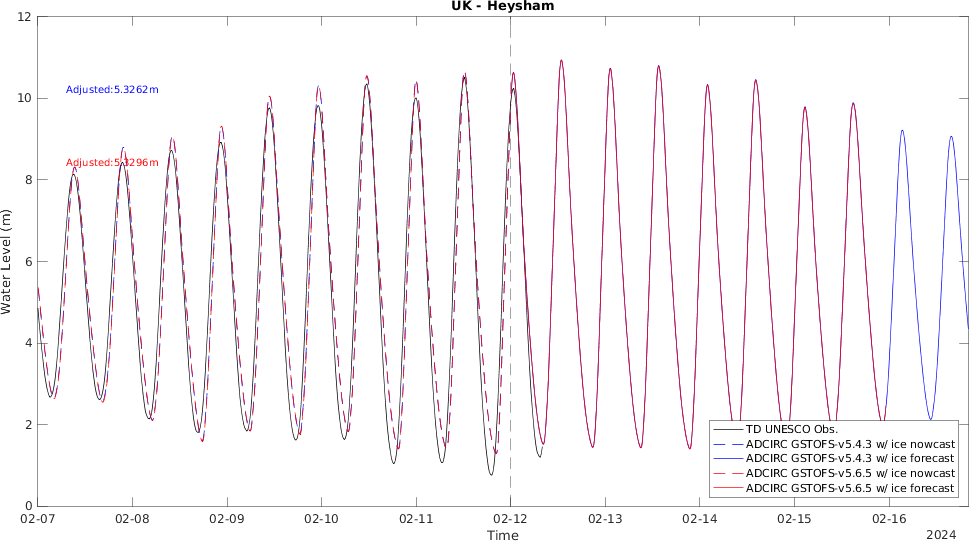 UK - Heysham
12
10
8
6
4
2
0
Water Level (m)
Adjusted:5.3262m
Adjusted:5.3296m
TD UNESCO Obs.
ADCIRC GSTOFS-v5.4.3 w/ ice nowcast
ADCIRC GSTOFS-v5.4.3 w/ ice forecast
ADCIRC GSTOFS-v5.6.5 w/ ice nowcast
ADCIRC GSTOFS-v5.6.5 w/ ice forecast
02-07 02-08 02-09 02-10 02-11 02-12 02-13 02-14 02-15 02-16
Time
2024